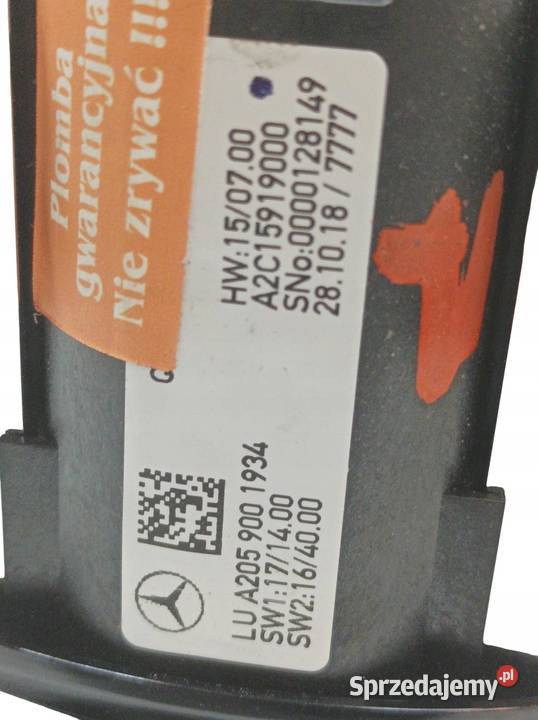 Plomba
gwarancyjna
Nie zrywać !!!
HW:15/07.00
A2C15919000
SNo:0000128149
28.10.18 / 7777
LU A205 900 1934
SW1:17/14.00
SW2:16/40.00
Sprzedajemy.pl